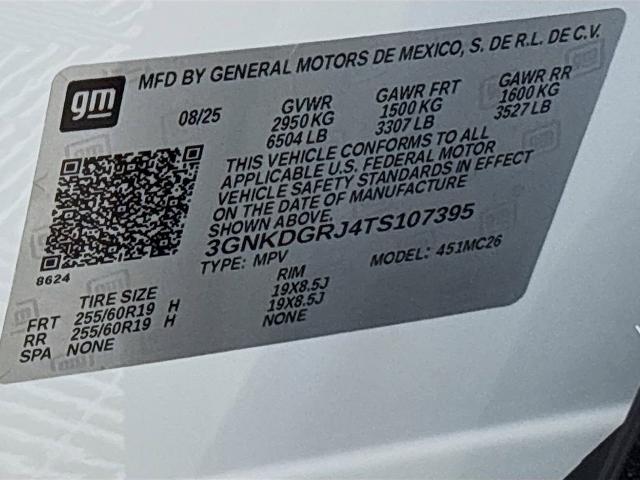 gm
MFD BY GENERAL MOTORS DE MEXICO, S. DE R.L. DE C.V.
08/25 GVWR GAWR FRT GAWR RR
2950 KG 1500 KG 1600 KG
6504 LB 3307 LB 3527 LB
THIS VEHICLE CONFORMS TO ALL
APPLICABLE U.S. FEDERAL MOTOR
VEHICLE SAFETY STANDARDS IN EFFECT
ON THE DATE OF MANUFACTURE
SHOWN ABOVE.
3GNKDGRJ4TS107395
8624
TYPE: MPV MODEL: 451MC26
TIRE SIZE RIM
FRT 255/60R19 H 19X8.5J
RR 255/60R19 H 19X8.5J
SPA NONE NONE